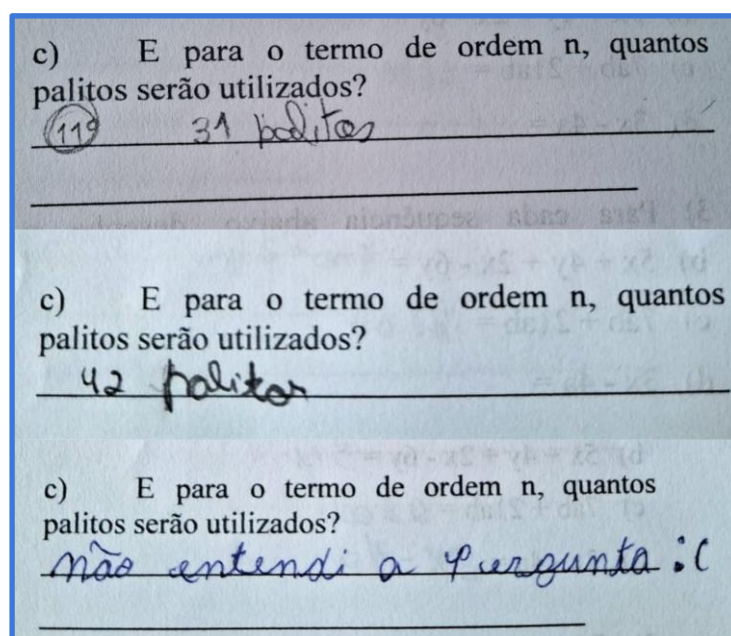 c) E para o termo de ordem n, quantos
palitos serão utilizados?
11º 31 palitos
c) E para o termo de ordem n, quantos
palitos serão utilizados?
42 palitos
c) E para o termo de ordem n, quantos
palitos serão utilizados?
não entendi a pergunta :(